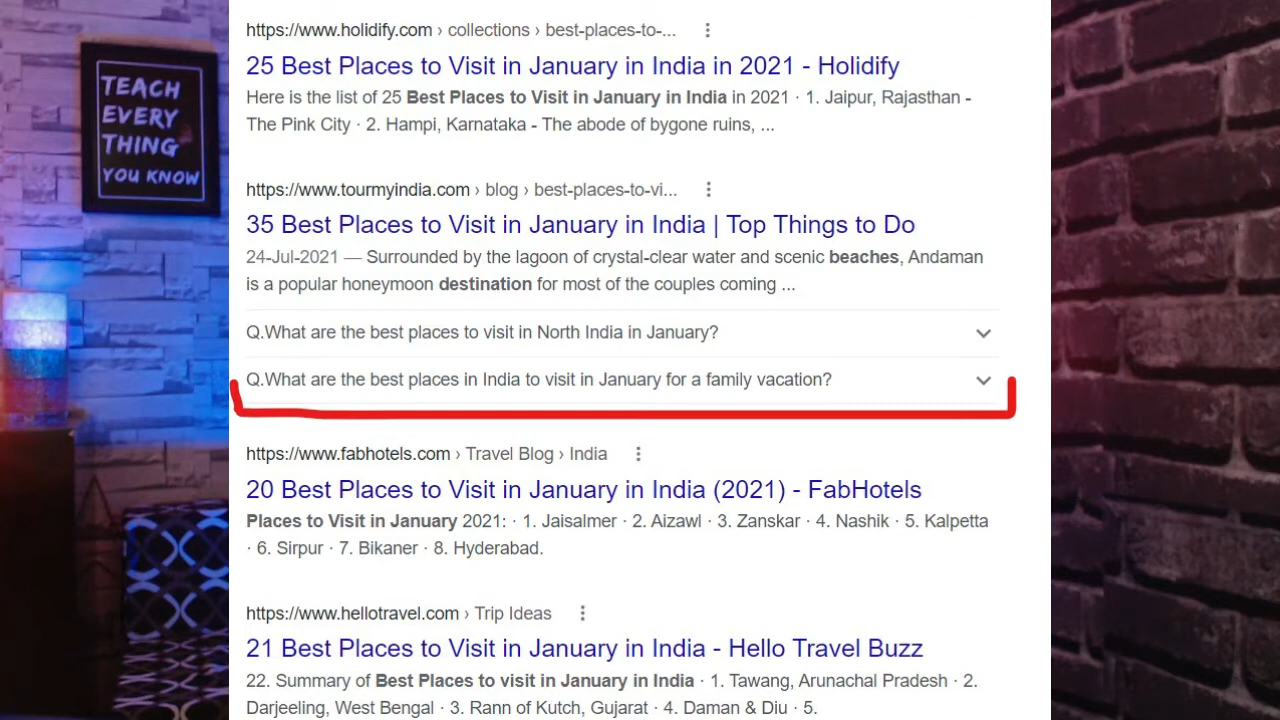 TEACH
EVERY
THING
YOU KNOW
https://www.holidify.com › collections › best-places-to-...
25 Best Places to Visit in January in India in 2021 - Holidify
Here is the list of 25 Best Places to Visit in January in India in 2021 · 1. Jaipur, Rajasthan -
The Pink City · 2. Hampi, Karnataka - The abode of bygone ruins, ...
https://www.tourmyindia.com › blog › best-places-to-vi...
35 Best Places to Visit in January in India | Top Things to Do
24-Jul-2021 — Surrounded by the lagoon of crystal-clear water and scenic beaches, Andaman
is a popular honeymoon destination for most of the couples coming ...
Q.What are the best places to visit in North India in January?
Q.What are the best places in India to visit in January for a family vacation?
https://www.fabhotels.com › Travel Blog › India
20 Best Places to Visit in January in India (2021) - FabHotels
Places to Visit in January 2021: · 1. Jaisalmer · 2. Aizawl · 3. Zanskar · 4. Nashik · 5. Kalpetta
· 6. Sirpur · 7. Bikaner · 8. Hyderabad.
https://www.hellotravel.com › Trip Ideas
21 Best Places to Visit in January in India - Hello Travel Buzz
22. Summary of Best Places to visit in January in India · 1. Tawang, Arunachal Pradesh · 2.
Darjeeling, West Bengal · 3. Rann of Kutch, Gujarat · 4. Daman & Diu · 5.